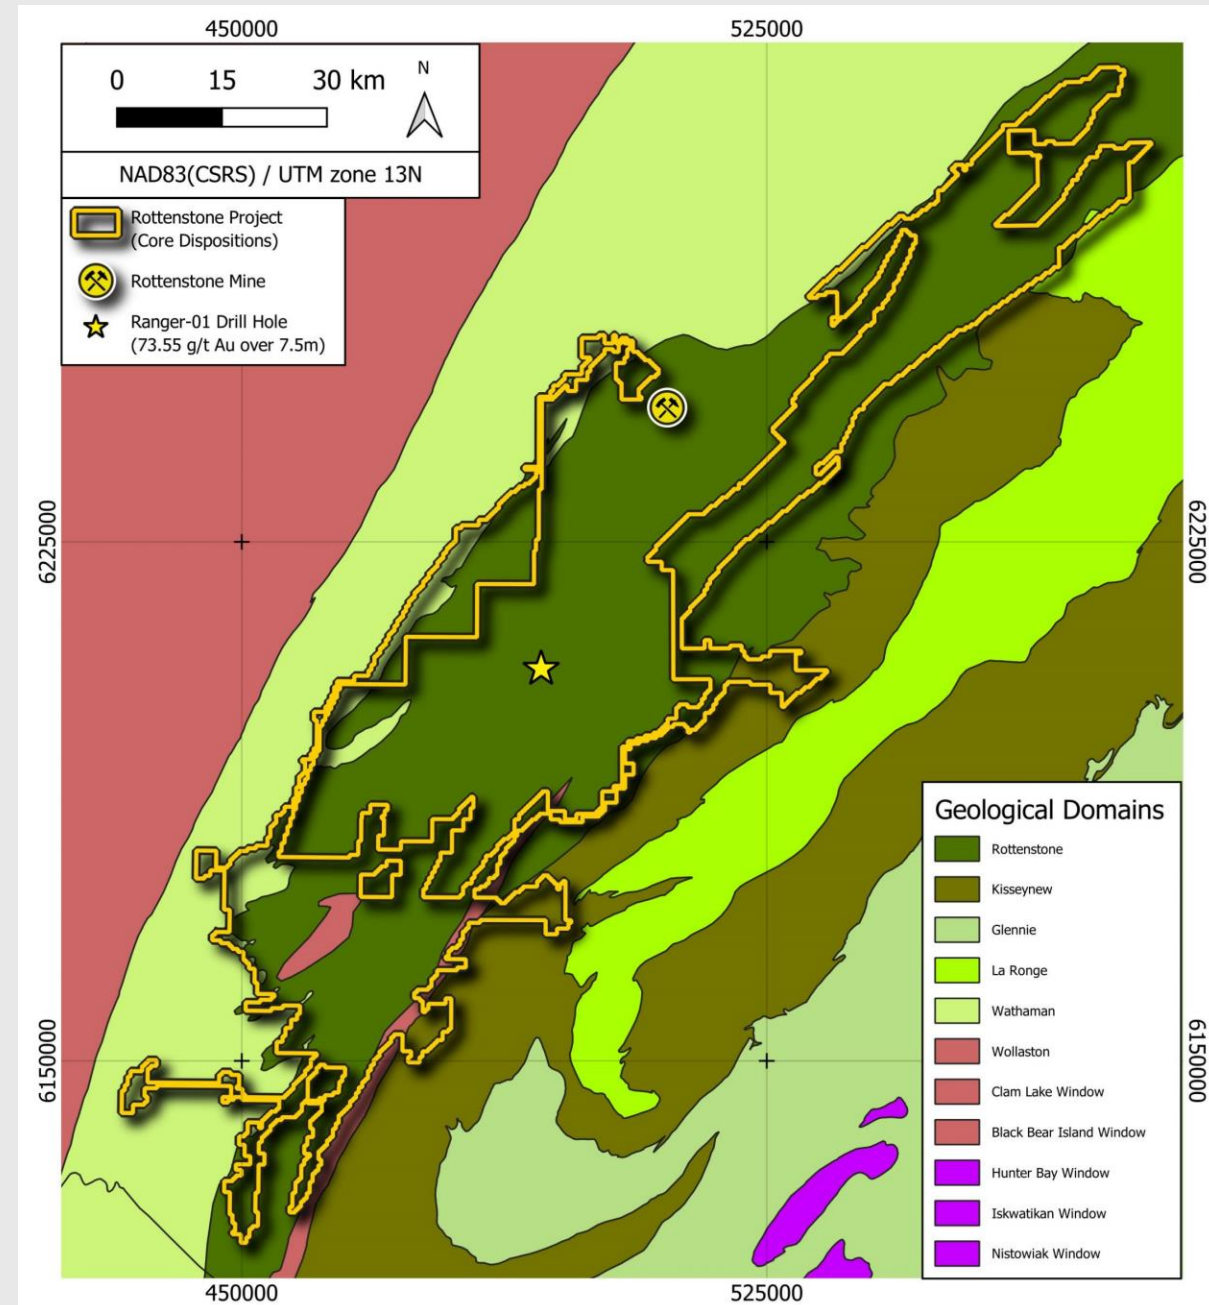 450000
525000
0 15 30 km
N
NAD83(CSRS) / UTM zone 13N
Rottenstone Project
(Core Dispositions)
Rottenstone Mine
Ranger-01 Drill Hole
(73.55 g/t Au over 7.5m)
6225000
6225000
6150000
6150000
Geological Domains
Rottenstone
Kisseynew
Glennie
La Ronge
Wathaman
Wollaston
Clam Lake Window
Black Bear Island Window
Hunter Bay Window
Iskwatikan Window
Nistowiak Window
450000
525000